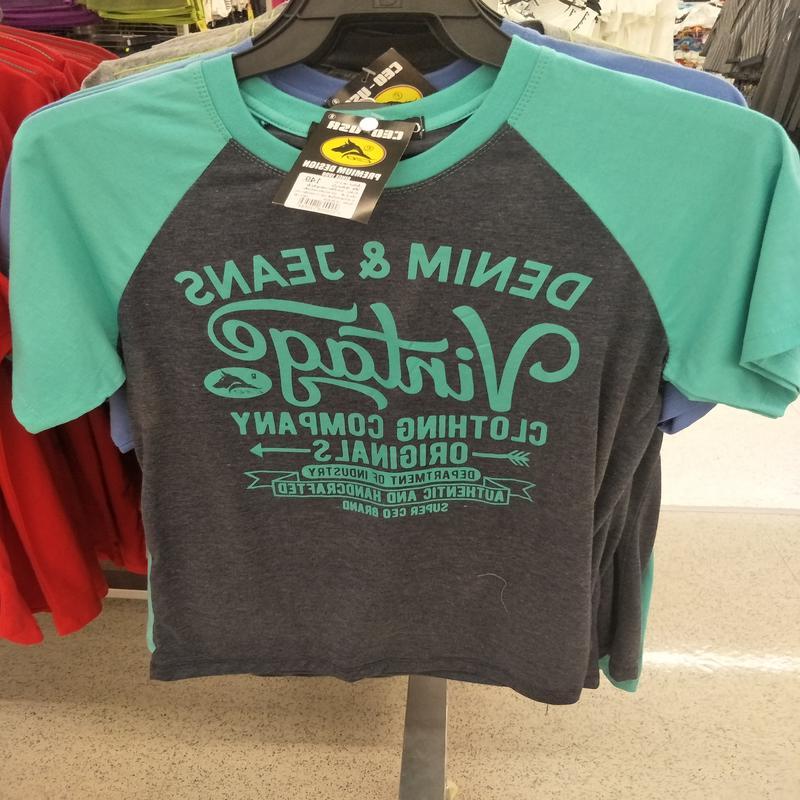 CEO-USA
PREMIUM DESIGN
149
DENIM & JEANS
Vintage
CLOTHING COMPANY
ORIGINALS
DEPARTMENT OF INDUSTRY
AUTHENTIC AND HANDCRAFTED
SUPER CEO BRAND